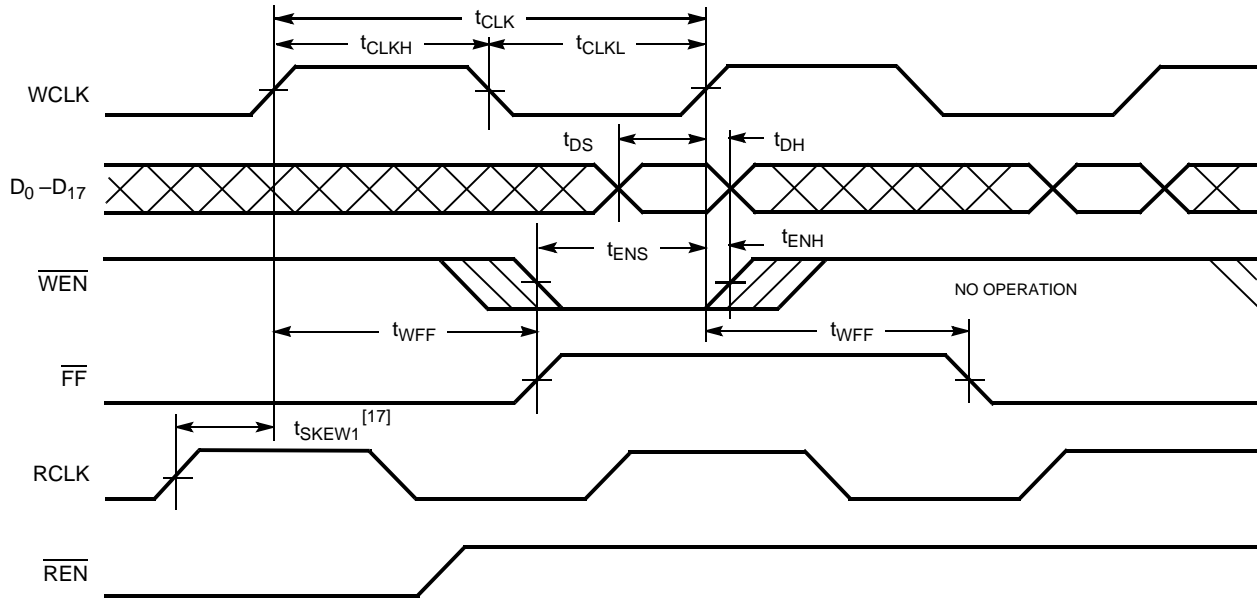 tCLK
tCLKH tCLKL
WCLK
tDS tDH
D0 –D17
tENS tENH
WEN
NO OPERATION
tWFF tWFF
FF
tSKEW1[17]
RCLK
REN